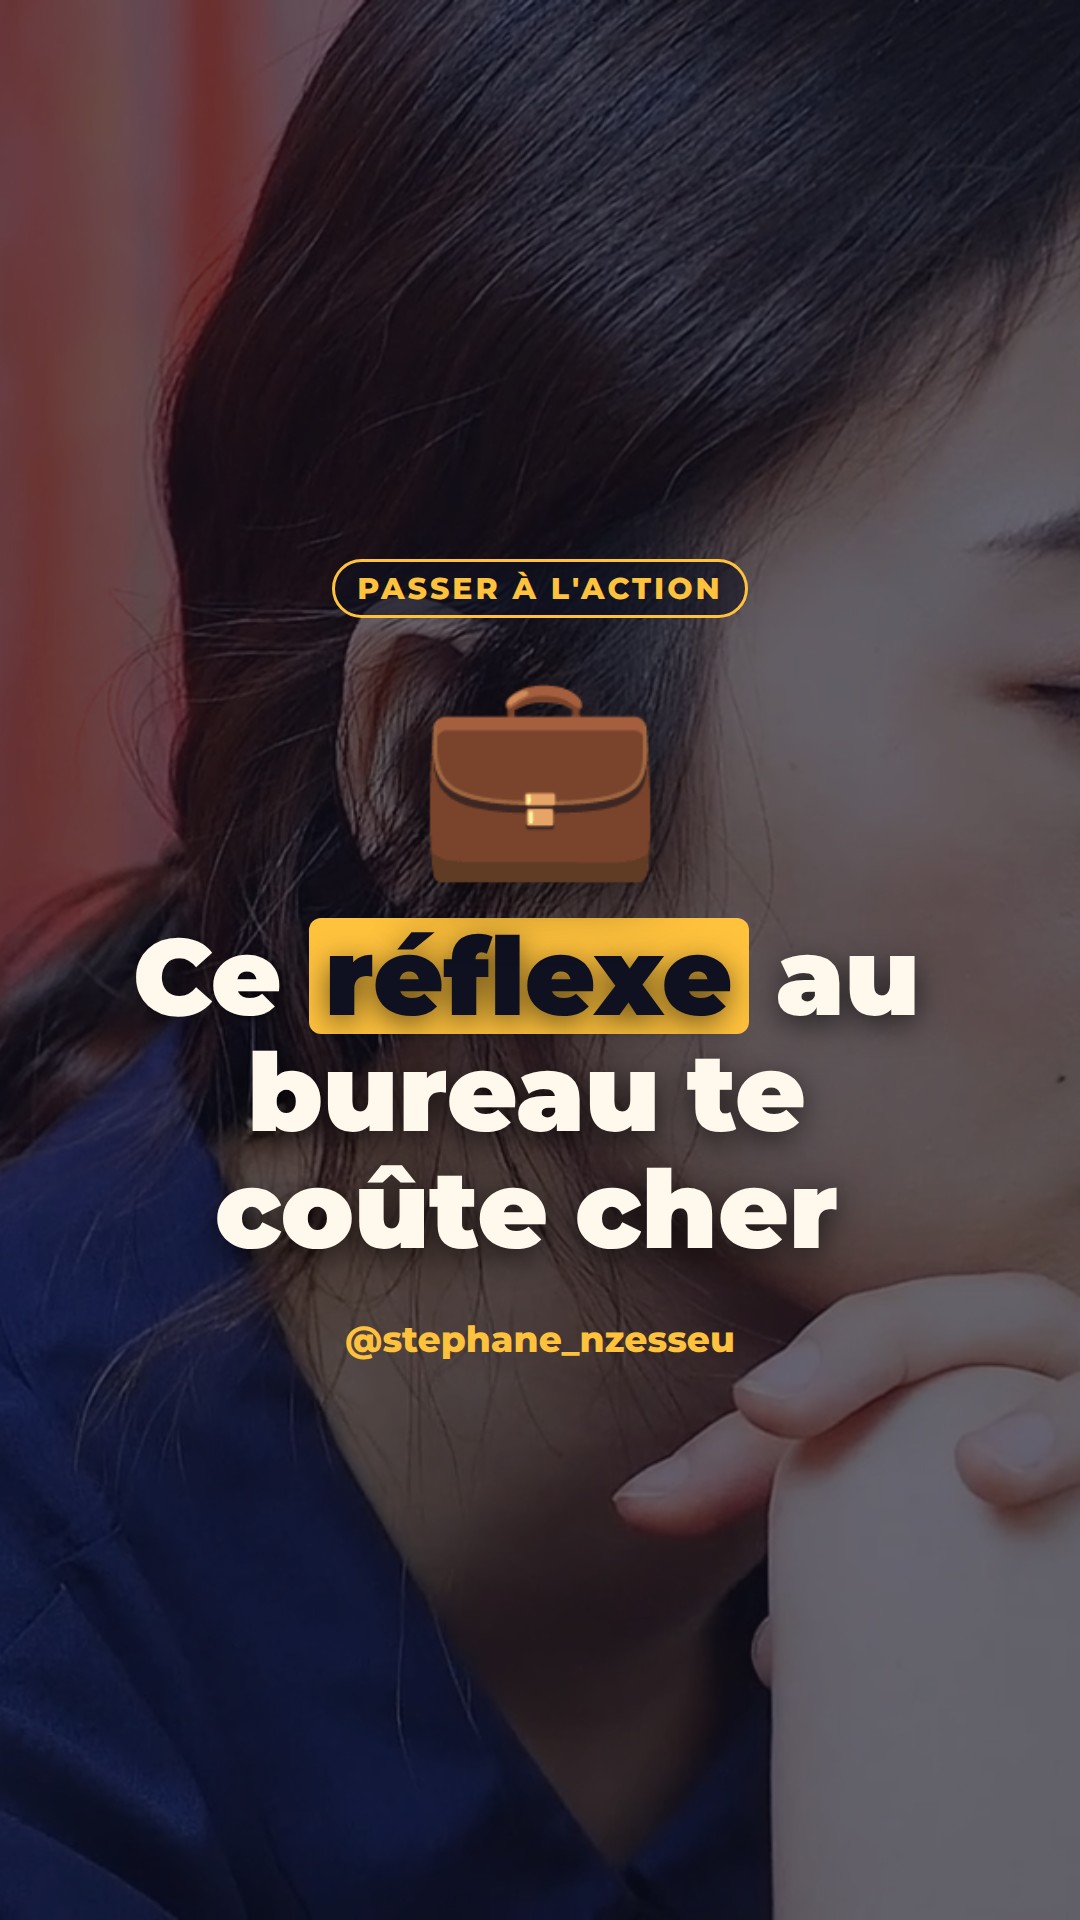 PASSER À L'ACTION
Ce réflexe au
bureau te
coûte cher
@stephane_nzesseu